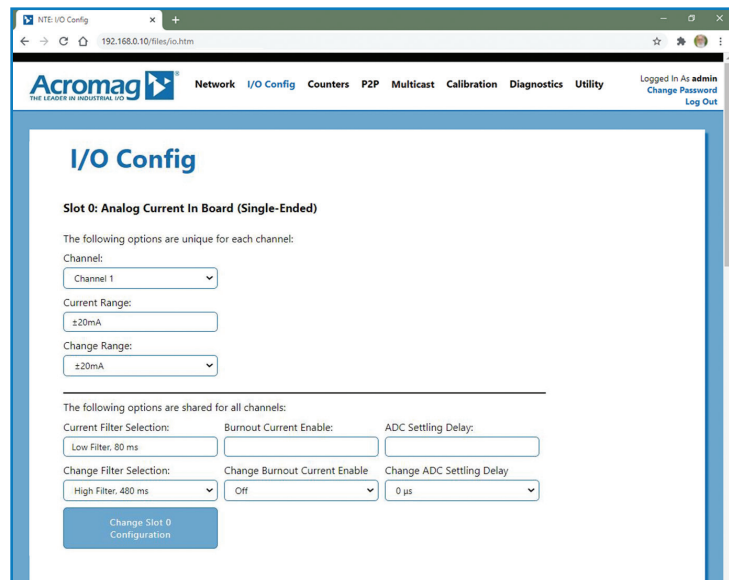 NTE: I/O Config
192.168.0.10/files/io.htm
Acromag
THE LEADER IN INDUSTRIAL I/O
®
Network I/O Config Counters P2P Multicast Calibration Diagnostics Utility
Logged In As admin
Change Password
Log Out
I/O Config
Slot 0: Analog Current In Board (Single-Ended)
The following options are unique for each channel:
Channel:
Channel 1
Current Range:
±20mA
Change Range:
±20mA
The following options are shared for all channels:
Current Filter Selection: Burnout Current Enable: ADC Settling Delay:
Low Filter, 80 ms
Change Filter Selection: Change Burnout Current Enable Change ADC Settling Delay
High Filter, 480 ms Off 0 µs
Change Slot 0
Configuration